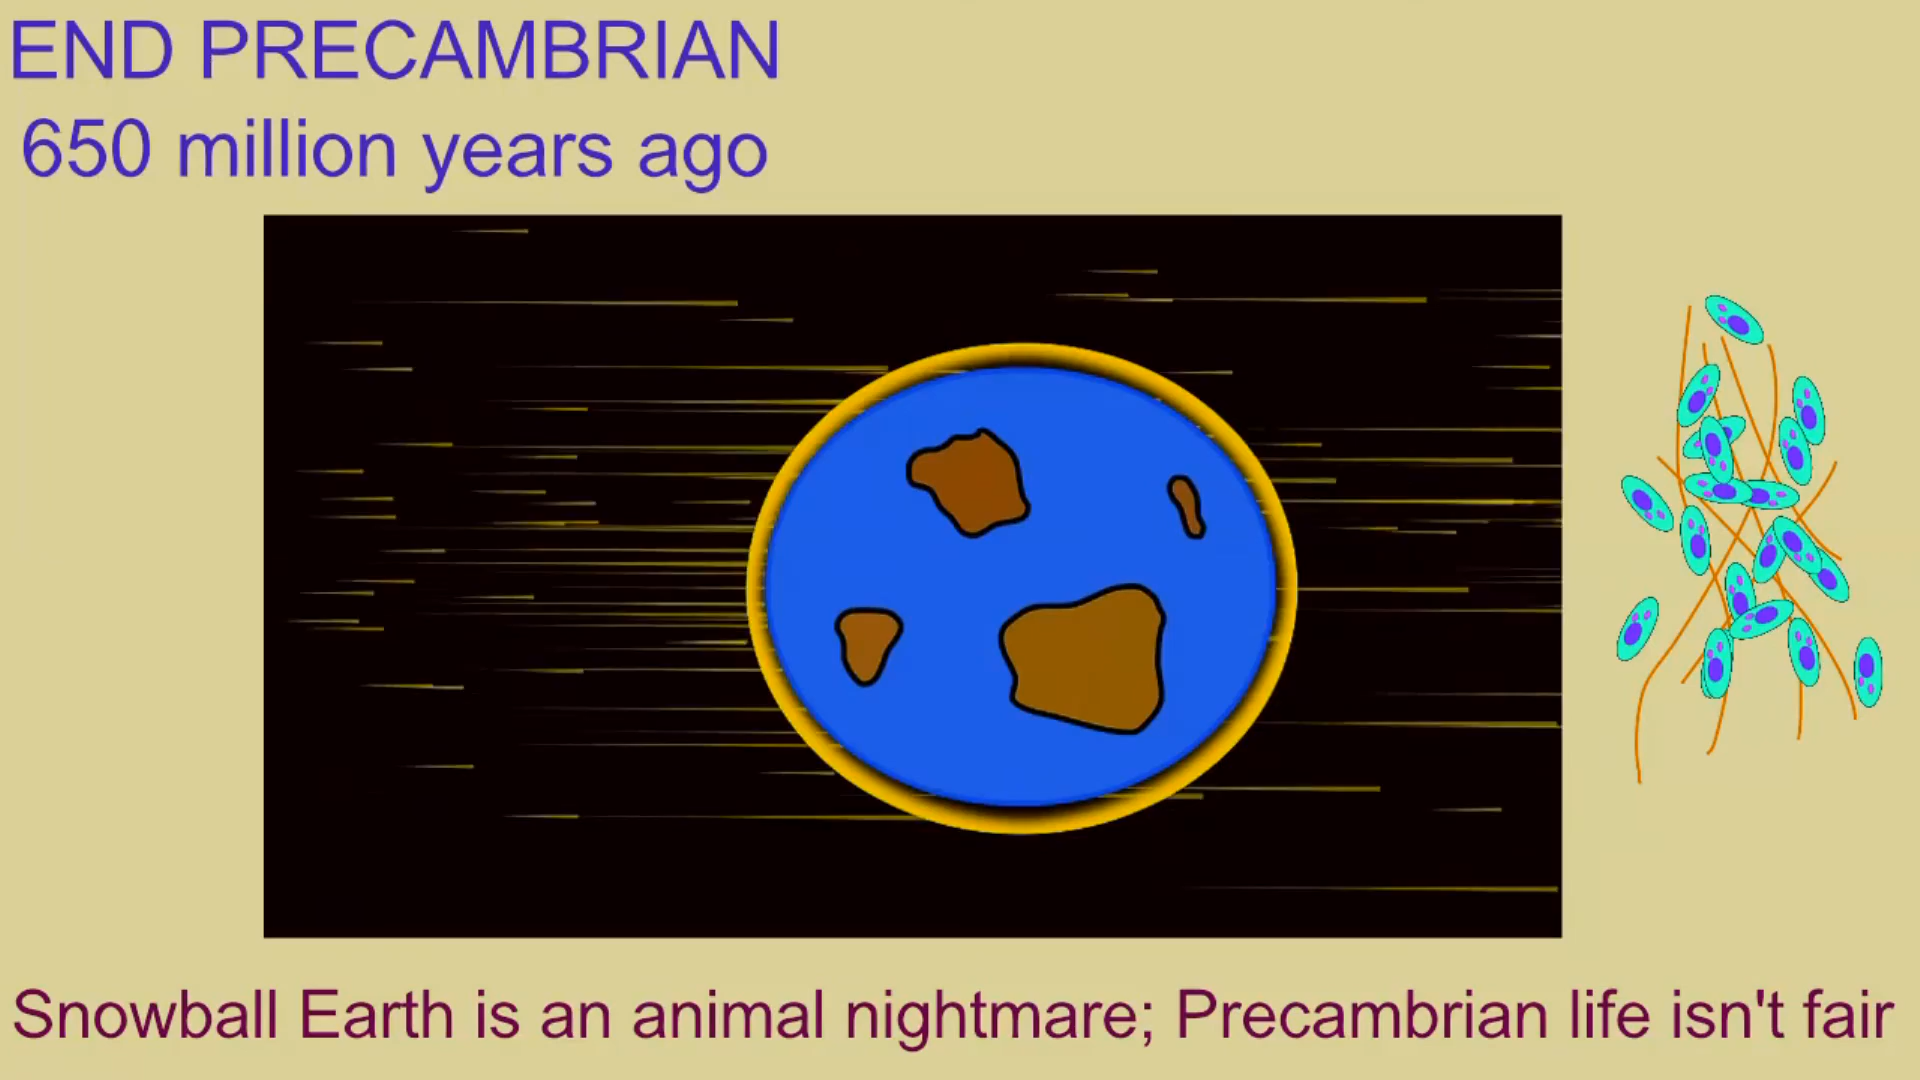 END PRECAMBRIAN
650 million years ago
Snowball Earth is an animal nightmare; Precambrian life isn't fair